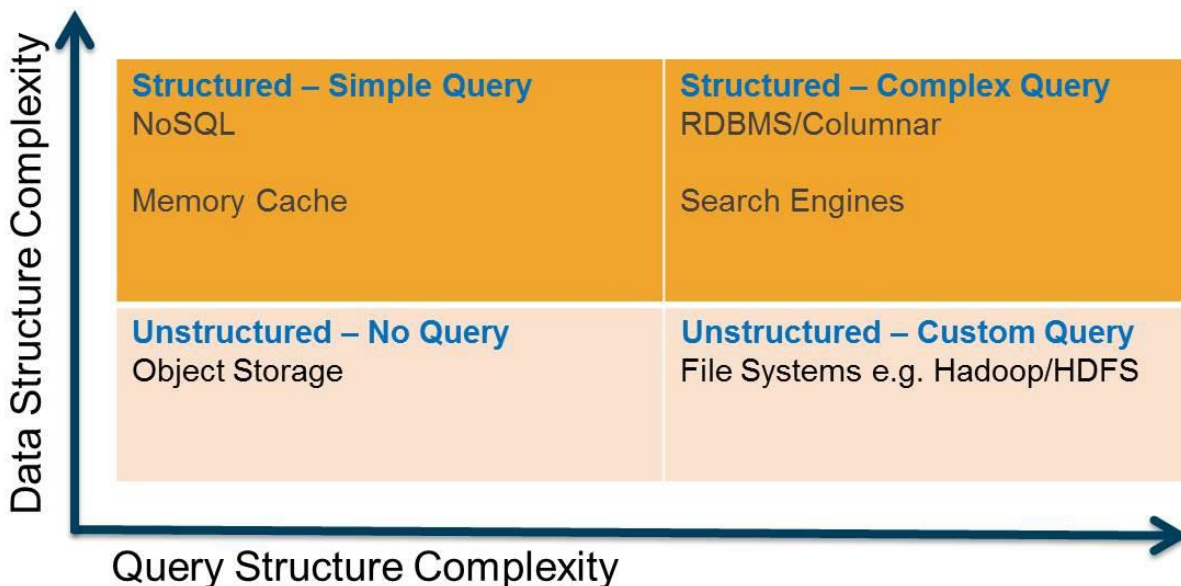 Data Structure Complexity
Structured – Simple Query
NoSQL
Memory Cache
Structured – Complex Query
RDBMS/Columnar
Search Engines
Unstructured – No Query
Object Storage
Unstructured – Custom Query
File Systems e.g. Hadoop/HDFS
Query Structure Complexity